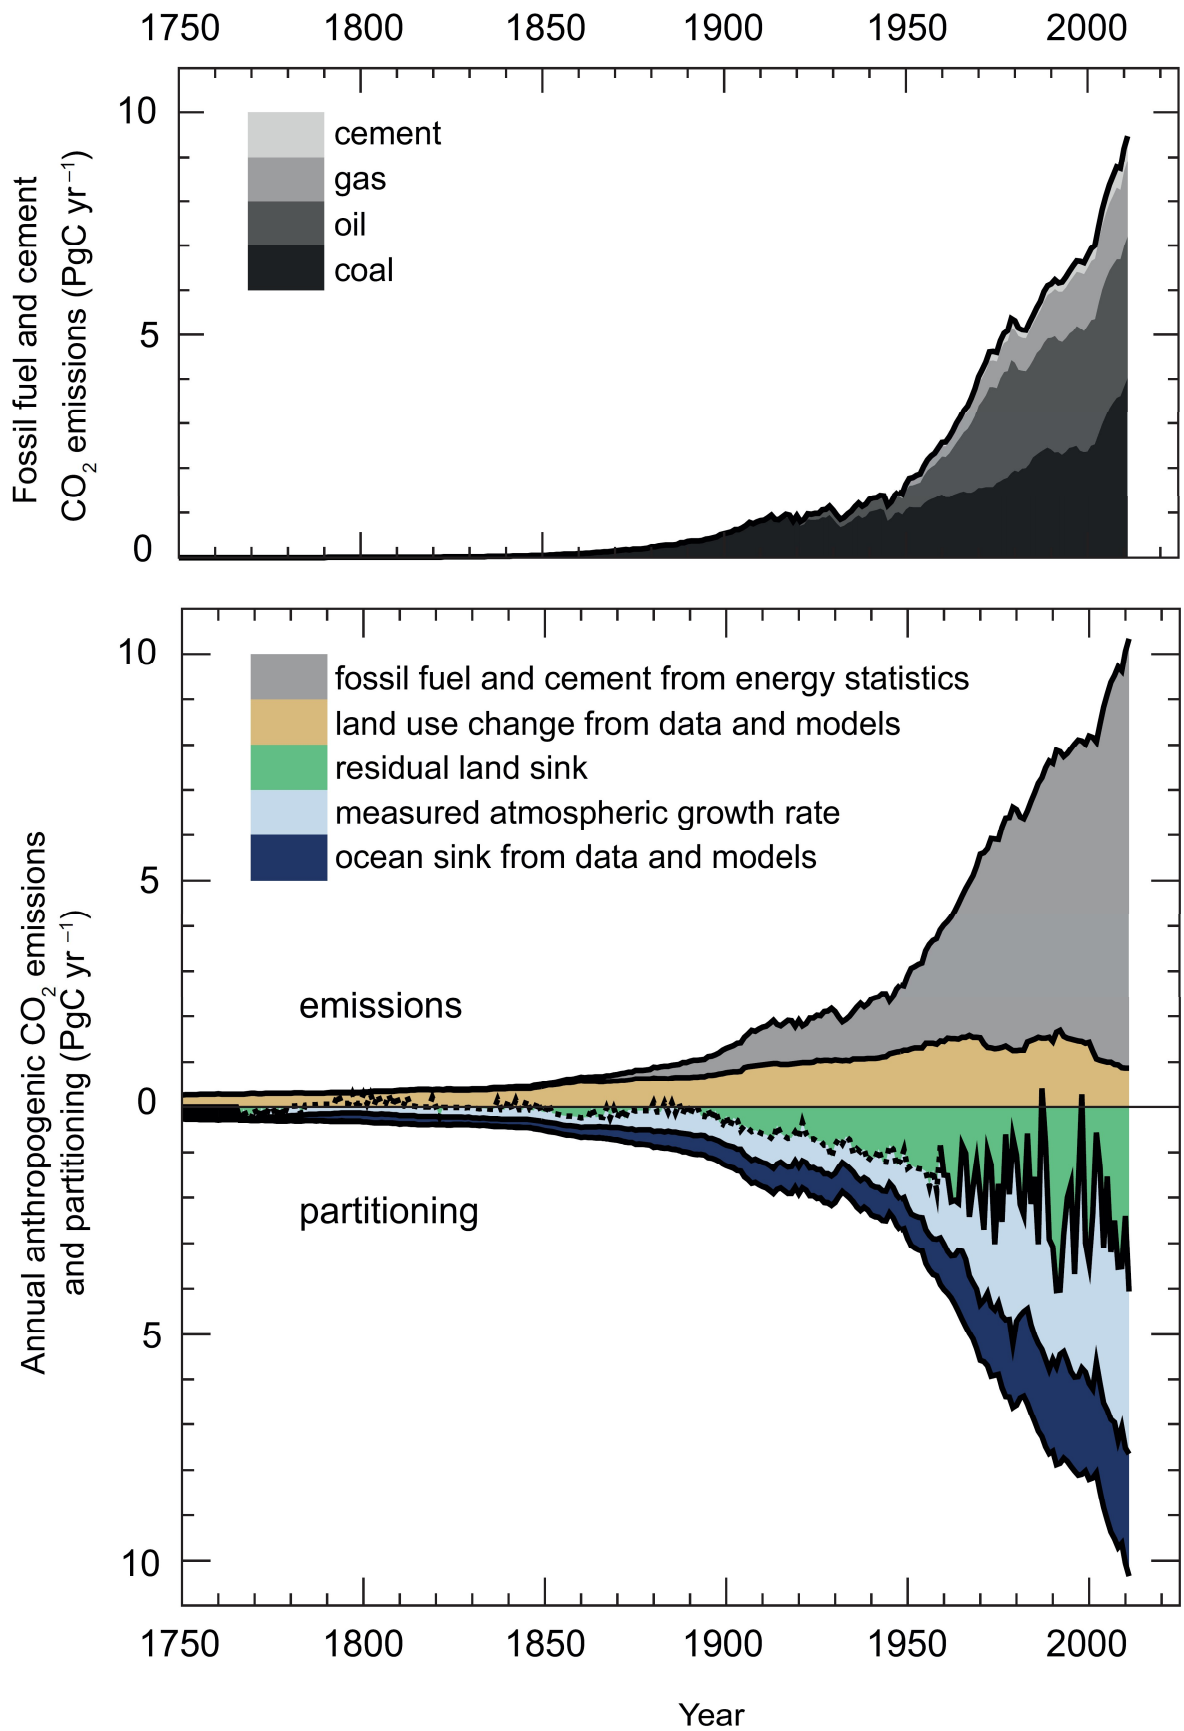 1750 1800 1850 1900 1950 2000
10
5
0
Fossil fuel and cement
CO₂ emissions (PgC yr⁻¹)
cement
gas
oil
coal
10
5
0
5
10
Annual anthropogenic CO₂ emissions
and partitioning (PgC yr⁻¹)
fossil fuel and cement from energy statistics
land use change from data and models
residual land sink
measured atmospheric growth rate
ocean sink from data and models
emissions
partitioning
1750 1800 1850 1900 1950 2000
Year